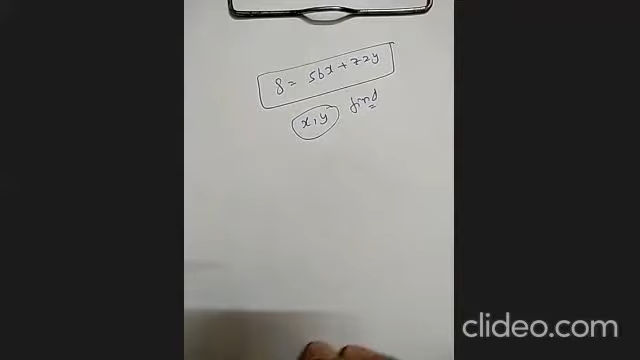 8 = 56x + 72y
x, y find
clideo.com